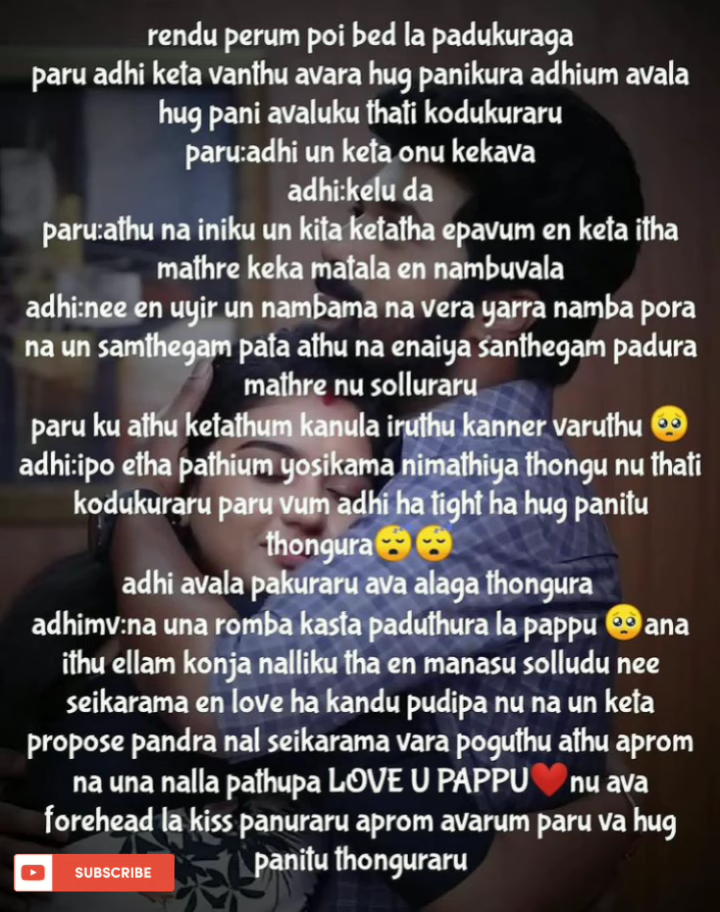 rendu perum poi bed la padukuraga
paru adhi keta vanthu avara hug panikura adhium avala
hug pani avaluku thati kodukuraru
paru:adhi un keta onu kekava
adhi:kelu da
paru:athu na iniku un kita ketatha epavum en keta itha
mathre keka matala en nambuvala
adhi:nee en uyir un nambama na vera yarra namba pora
na un samthegam pata athu na enaiya santhegam padura
mathre nu solluraru
paru ku athu ketathum kanula iruthu kanner varuthu 🥺
adhi:ipo etha pathium yosikama nimathiya thongu nu thati
kodukuraru paru vum adhi ha tight ha hug panitu
thongura😴😴
adhi avala pakuraru ava alaga thongura
adhimv:na una romba kasta paduthura la pappu 🥺ana
ithu ellam konja nalliku tha en manasu solludu nee
seikarama en love ha kandu pudipa nu na un keta
propose pandra nal seikarama vara poguthu athu aprom
na una nalla pathupa LOVE U PAPPU❤️nu ava
forehead la kiss panuraru aprom avarum paru va hug
panitu thonguraru
SUBSCRIBE